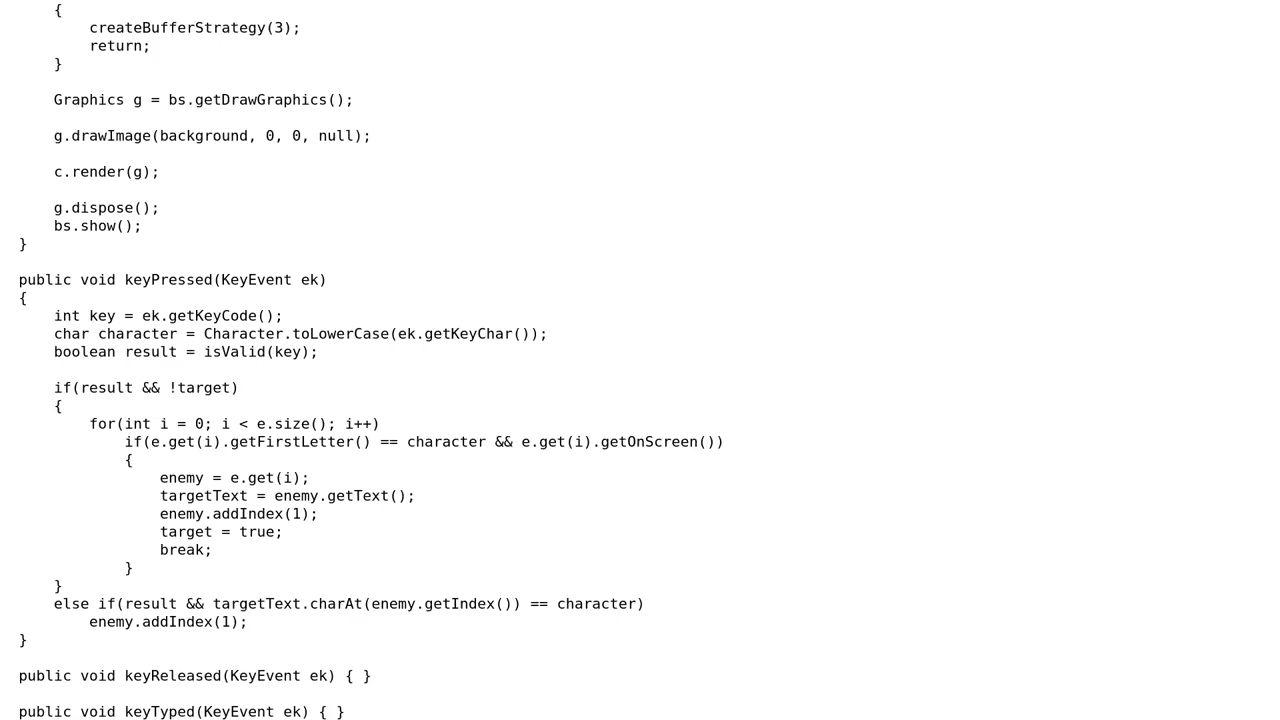 {
createBufferStrategy(3);
return;
}
Graphics g = bs.getDrawGraphics();
g.drawImage(background, 0, 0, null);
c.render(g);
g.dispose();
bs.show();
}
public void keyPressed(KeyEvent ek)
{
int key = ek.getKeyCode();
char character = Character.toLowerCase(ek.getKeyChar());
boolean result = isValid(key);
if(result && !target)
{
for(int i = 0; i < e.size(); i++)
if(e.get(i).getFirstLetter() == character && e.get(i).getOnScreen())
{
enemy = e.get(i);
targetText = enemy.getText();
enemy.addIndex(1);
target = true;
break;
}
}
else if(result && targetText.charAt(enemy.getIndex()) == character)
enemy.addIndex(1);
}
public void keyReleased(KeyEvent ek) { }
public void keyTyped(KeyEvent ek) { }